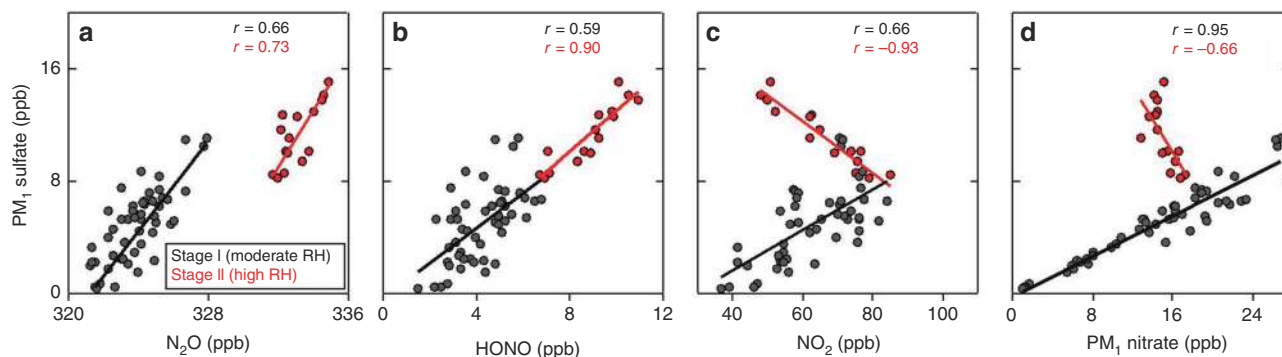 a
r = 0.66
r = 0.73
b
r = 0.59
r = 0.90
c
r = 0.66
r = –0.93
d
r = 0.95
r = –0.66
PM₁ sulfate (ppb)
16
8
0
Stage I (moderate RH)
Stage II (high RH)
320 328 336
0 4 8 12
40 60 80 100
0 8 16 24
N₂O (ppb)
HONO (ppb)
NO₂ (ppb)
PM₁ nitrate (ppb)